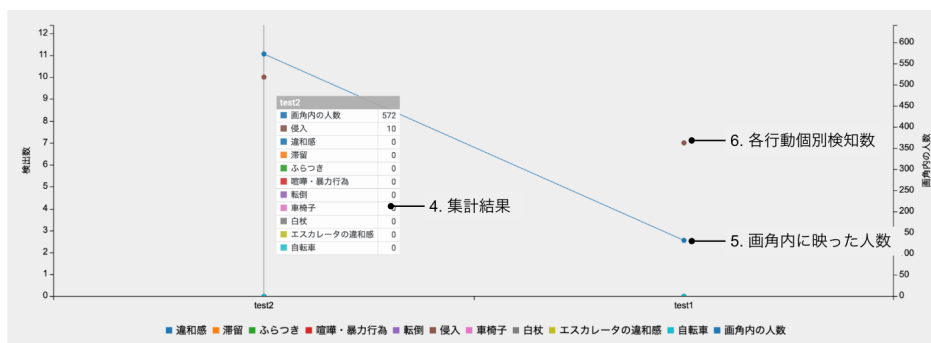 12
11
10
9
8
7
6
5
4
3
2
1
0
検出数
600
550
500
450
400
350
300
250
200
50
00
50
0
画角内の人数
test2
画角内の人数 572
侵入 10
違和感 0
滞留 0
ふらつき 0
喧嘩・暴力行為 0
転倒 0
車椅子
白杖 0
エスカレータの違和感 0
自転車 0
4. 集計結果
6. 各行動個別検知数
5. 画角内に映った人数
test2 test1
違和感 滞留 ふらつき 喧嘩・暴力行為 転倒 侵入 車椅子 白杖 エスカレータの違和感 自転車 画角内の人数